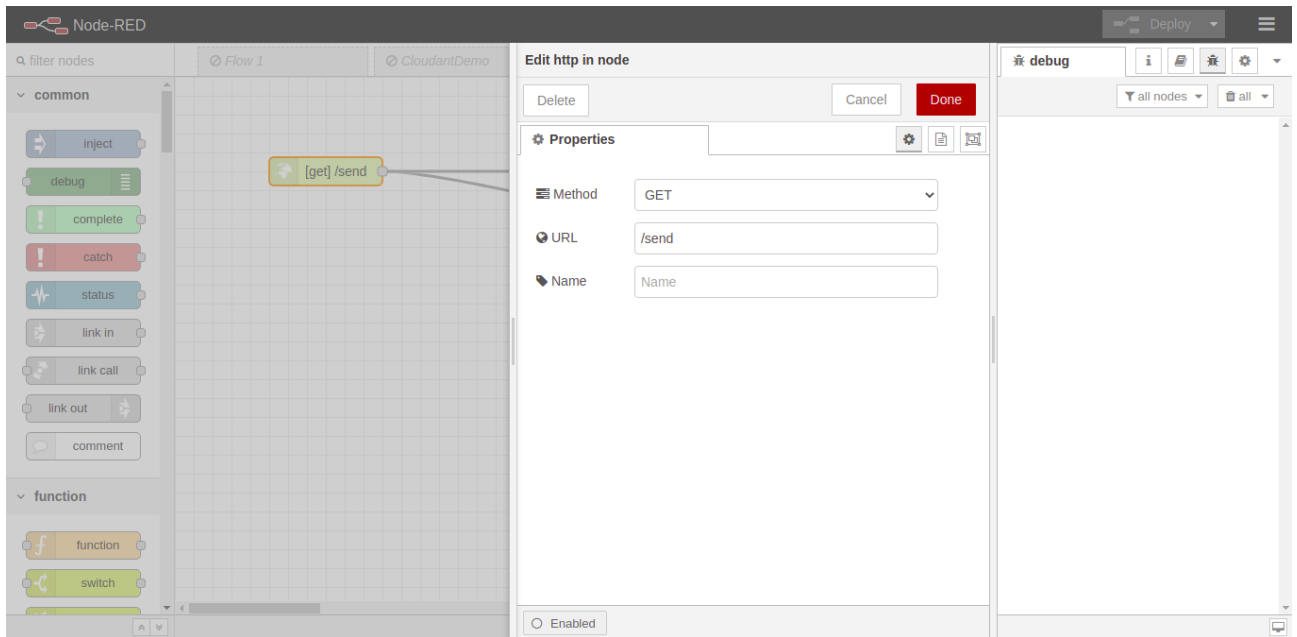 Node-RED
Deploy
filter nodes
Flow 1
CloudantDemo
Edit http in node
debug
Delete
Cancel
Done
all nodes
all
common
Properties
inject
[get] /send
debug
Method
GET
complete
URL
/send
catch
Name
Name
status
link in
link call
link out
comment
function
function
switch
Enabled